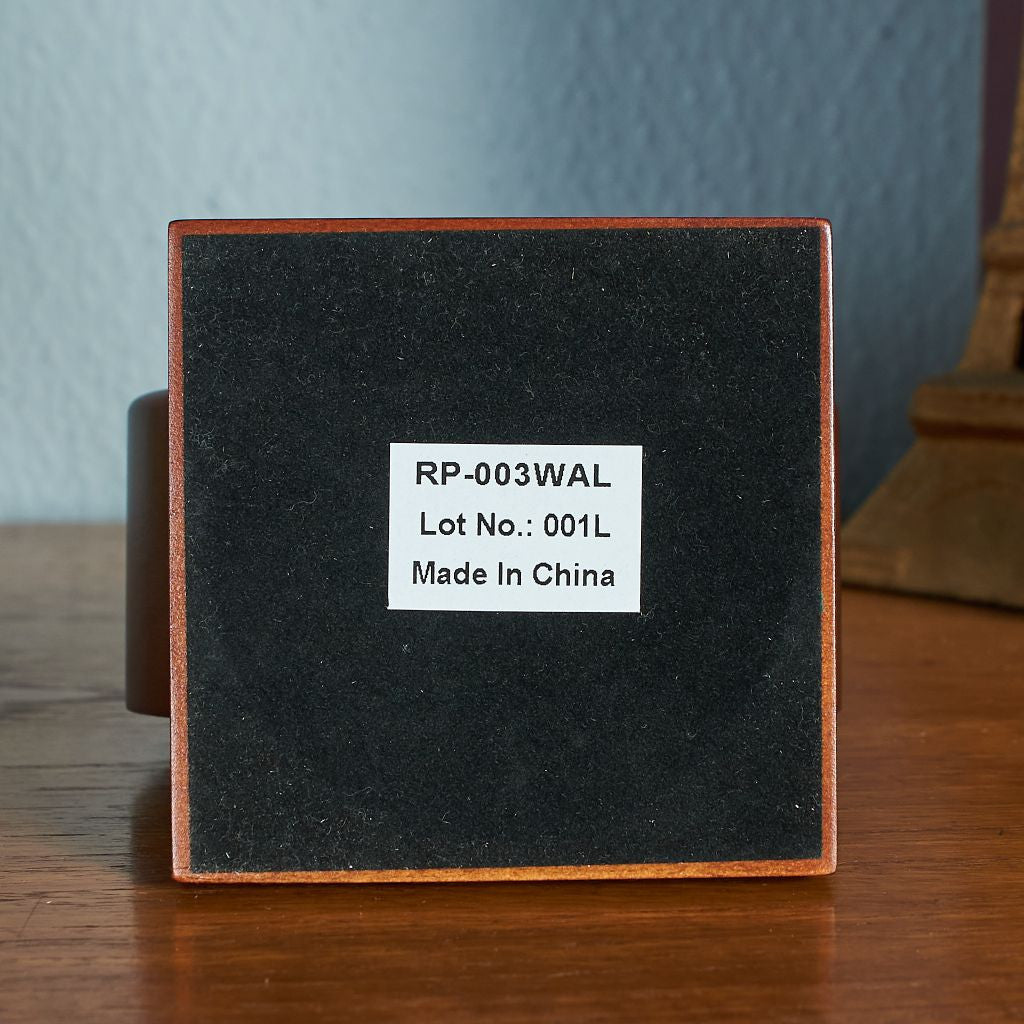 RP-003WAL
Lot No.: 001L
Made In China